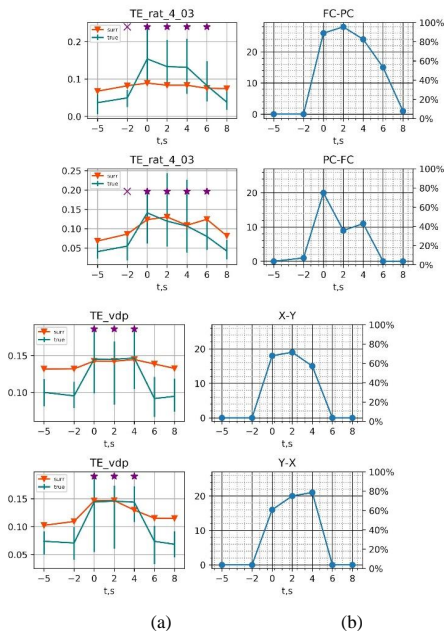 TE_rat_4_03
surr
true
0.2
0.1
0.0
−5 −2 0 2 4 6 8
t,s
FC-PC
20
10
0
100%
80%
60%
40%
20%
0%
−5 −2 0 2 4 6 8
t,s
TE_rat_4_03
surr
true
0.25
0.20
0.15
0.10
0.05
−5 −2 0 2 4 6 8
t,s
PC-FC
20
10
0
100%
80%
60%
40%
20%
0%
−5 −2 0 2 4 6 8
t,s
TE_vdp
surr
true
0.15
0.10
−5 −2 0 2 4 6 8
t,s
X-Y
20
10
0
100%
80%
60%
40%
20%
0%
−5 −2 0 2 4 6 8
t,s
TE_vdp
surr
true
0.15
0.10
0.05
−5 −2 0 2 4 6 8
t,s
Y-X
20
10
0
100%
80%
60%
40%
20%
0%
−5 −2 0 2 4 6 8
t,s
(a) (b)